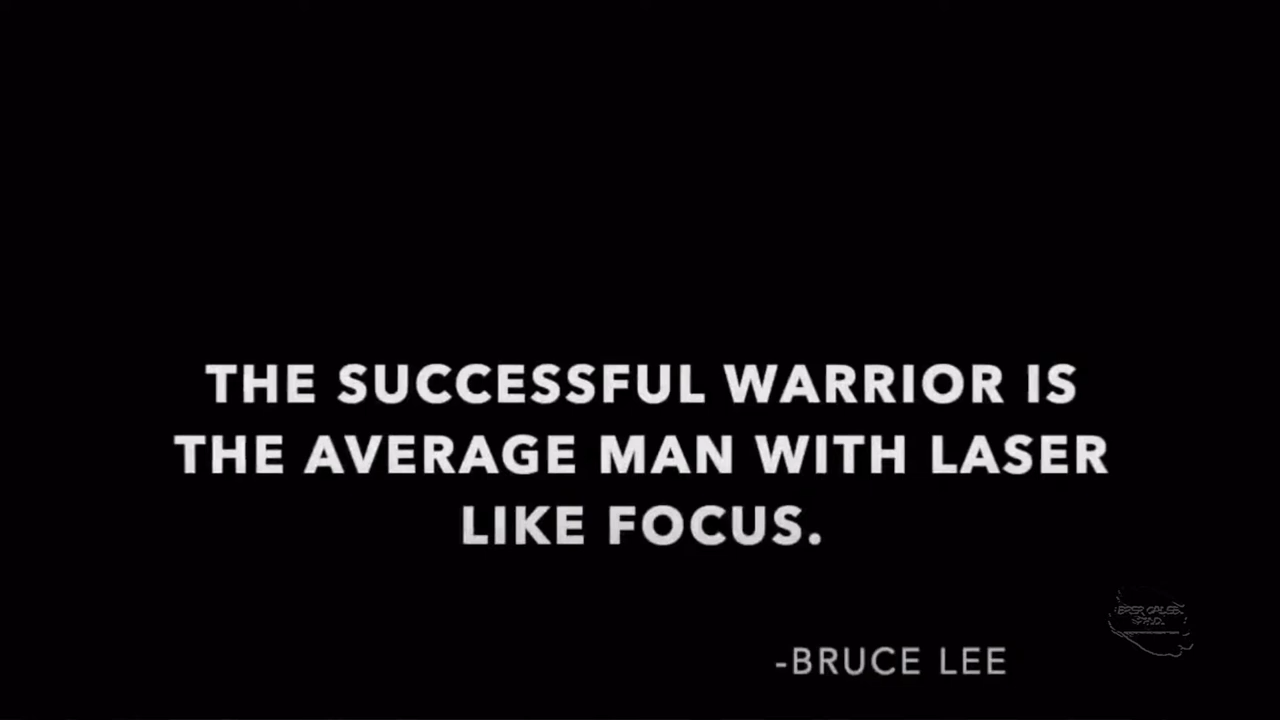 THE SUCCESSFUL WARRIOR IS
THE AVERAGE MAN WITH LASER
LIKE FOCUS.
-BRUCE LEE